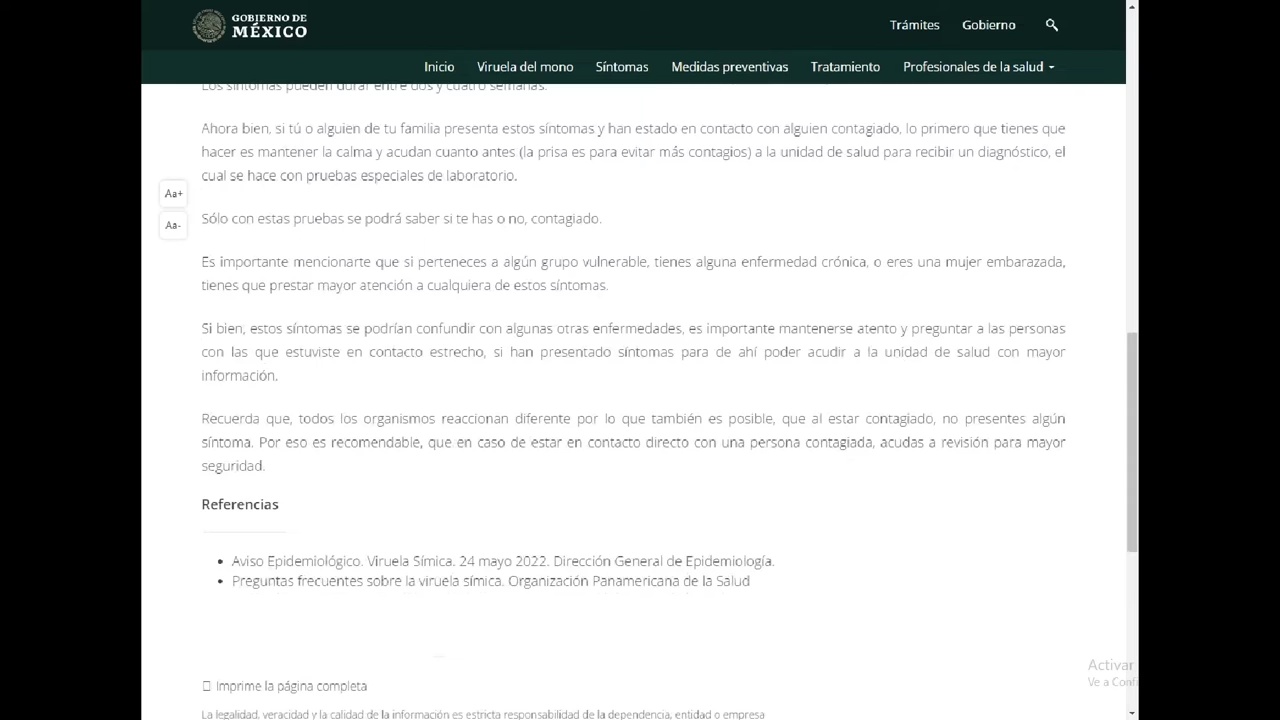 GOBIERNO DE
MÉXICO
Trámites Gobierno
Inicio Viruela del mono Síntomas Medidas preventivas Tratamiento Profesionales de la salud
Los síntomas pueden durar entre dos y cuatro semanas.
Ahora bien, si tú o alguien de tu familia presenta estos síntomas y han estado en contacto con alguien contagiado, lo primero que tienes que
hacer es mantener la calma y acudan cuanto antes (la prisa es para evitar más contagios) a la unidad de salud para recibir un diagnóstico, el
cual se hace con pruebas especiales de laboratorio.
Aa+
Sólo con estas pruebas se podrá saber si te has o no, contagiado.
Aa-
Es importante mencionarte que si perteneces a algún grupo vulnerable, tienes alguna enfermedad crónica, o eres una mujer embarazada,
tienes que prestar mayor atención a cualquiera de estos síntomas.
Si bien, estos síntomas se podrían confundir con algunas otras enfermedades, es importante mantenerse atento y preguntar a las personas
con las que estuviste en contacto estrecho, si han presentado síntomas para de ahí poder acudir a la unidad de salud con mayor
información.
Recuerda que, todos los organismos reaccionan diferente por lo que también es posible, que al estar contagiado, no presentes algún
síntoma. Por eso es recomendable, que en caso de estar en contacto directo con una persona contagiada, acudas a revisión para mayor
seguridad.
Referencias
• Aviso Epidemiológico. Viruela Símica. 24 mayo 2022. Dirección General de Epidemiología.
• Preguntas frecuentes sobre la viruela símica. Organización Panamericana de la Salud
Activar
Ve a Confi
Imprime la página completa
La legalidad, veracidad y la calidad de la información es estricta responsabilidad de la dependencia, entidad o empresa